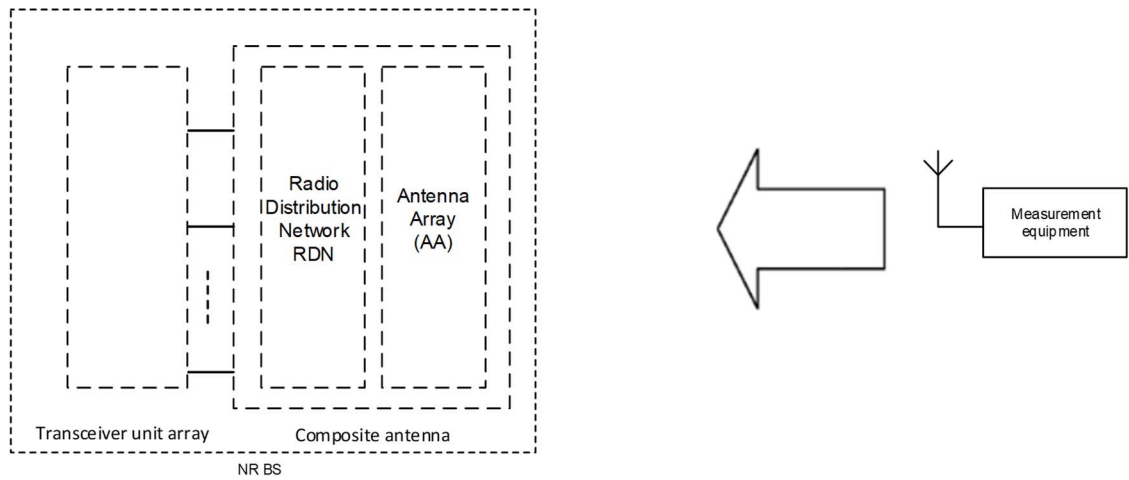 Radio
Distribution
Network
RDN
Antenna
Array
(AA)
Measurement
equipment
Transceiver unit array
Composite antenna
NR BS